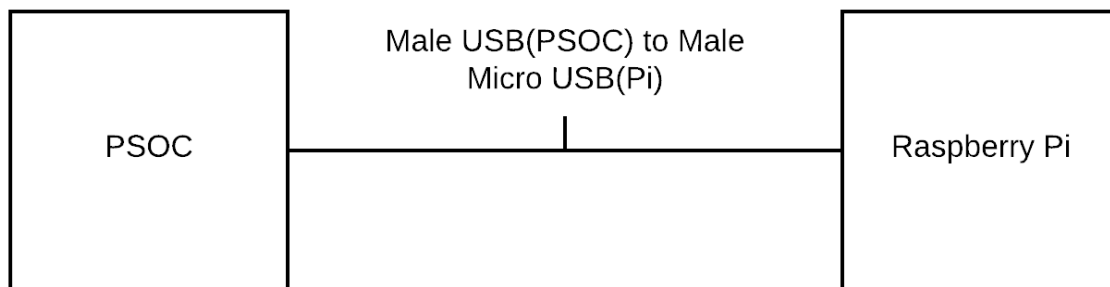 Male USB(PSOC) to Male
Micro USB(Pi)
PSOC
Raspberry Pi